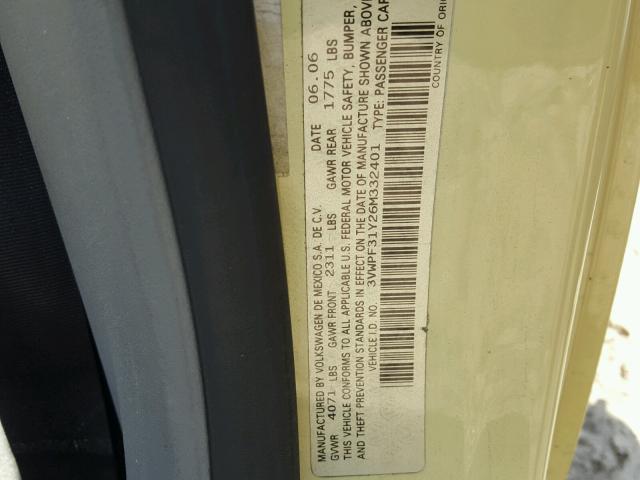 MANUFACTURED BY VOLKSWAGEN DE MEXICO S.A. DE C.V. DATE 06.06
GVWR 4071 LBS GAWR FRONT 2311 LBS GAWR REAR 1775 LBS
THIS VEHICLE CONFORMS TO ALL APPLICABLE U.S. FEDERAL MOTOR VEHICLE SAFETY, BUMPER,
AND THEFT PREVENTION STANDARDS IN EFFECT ON THE DATE OF MANUFACTURE SHOWN ABOVE
VEHICLE I.D. NO. 3VWPF31Y26M332401 TYPE: PASSENGER CAR
COUNTRY OF